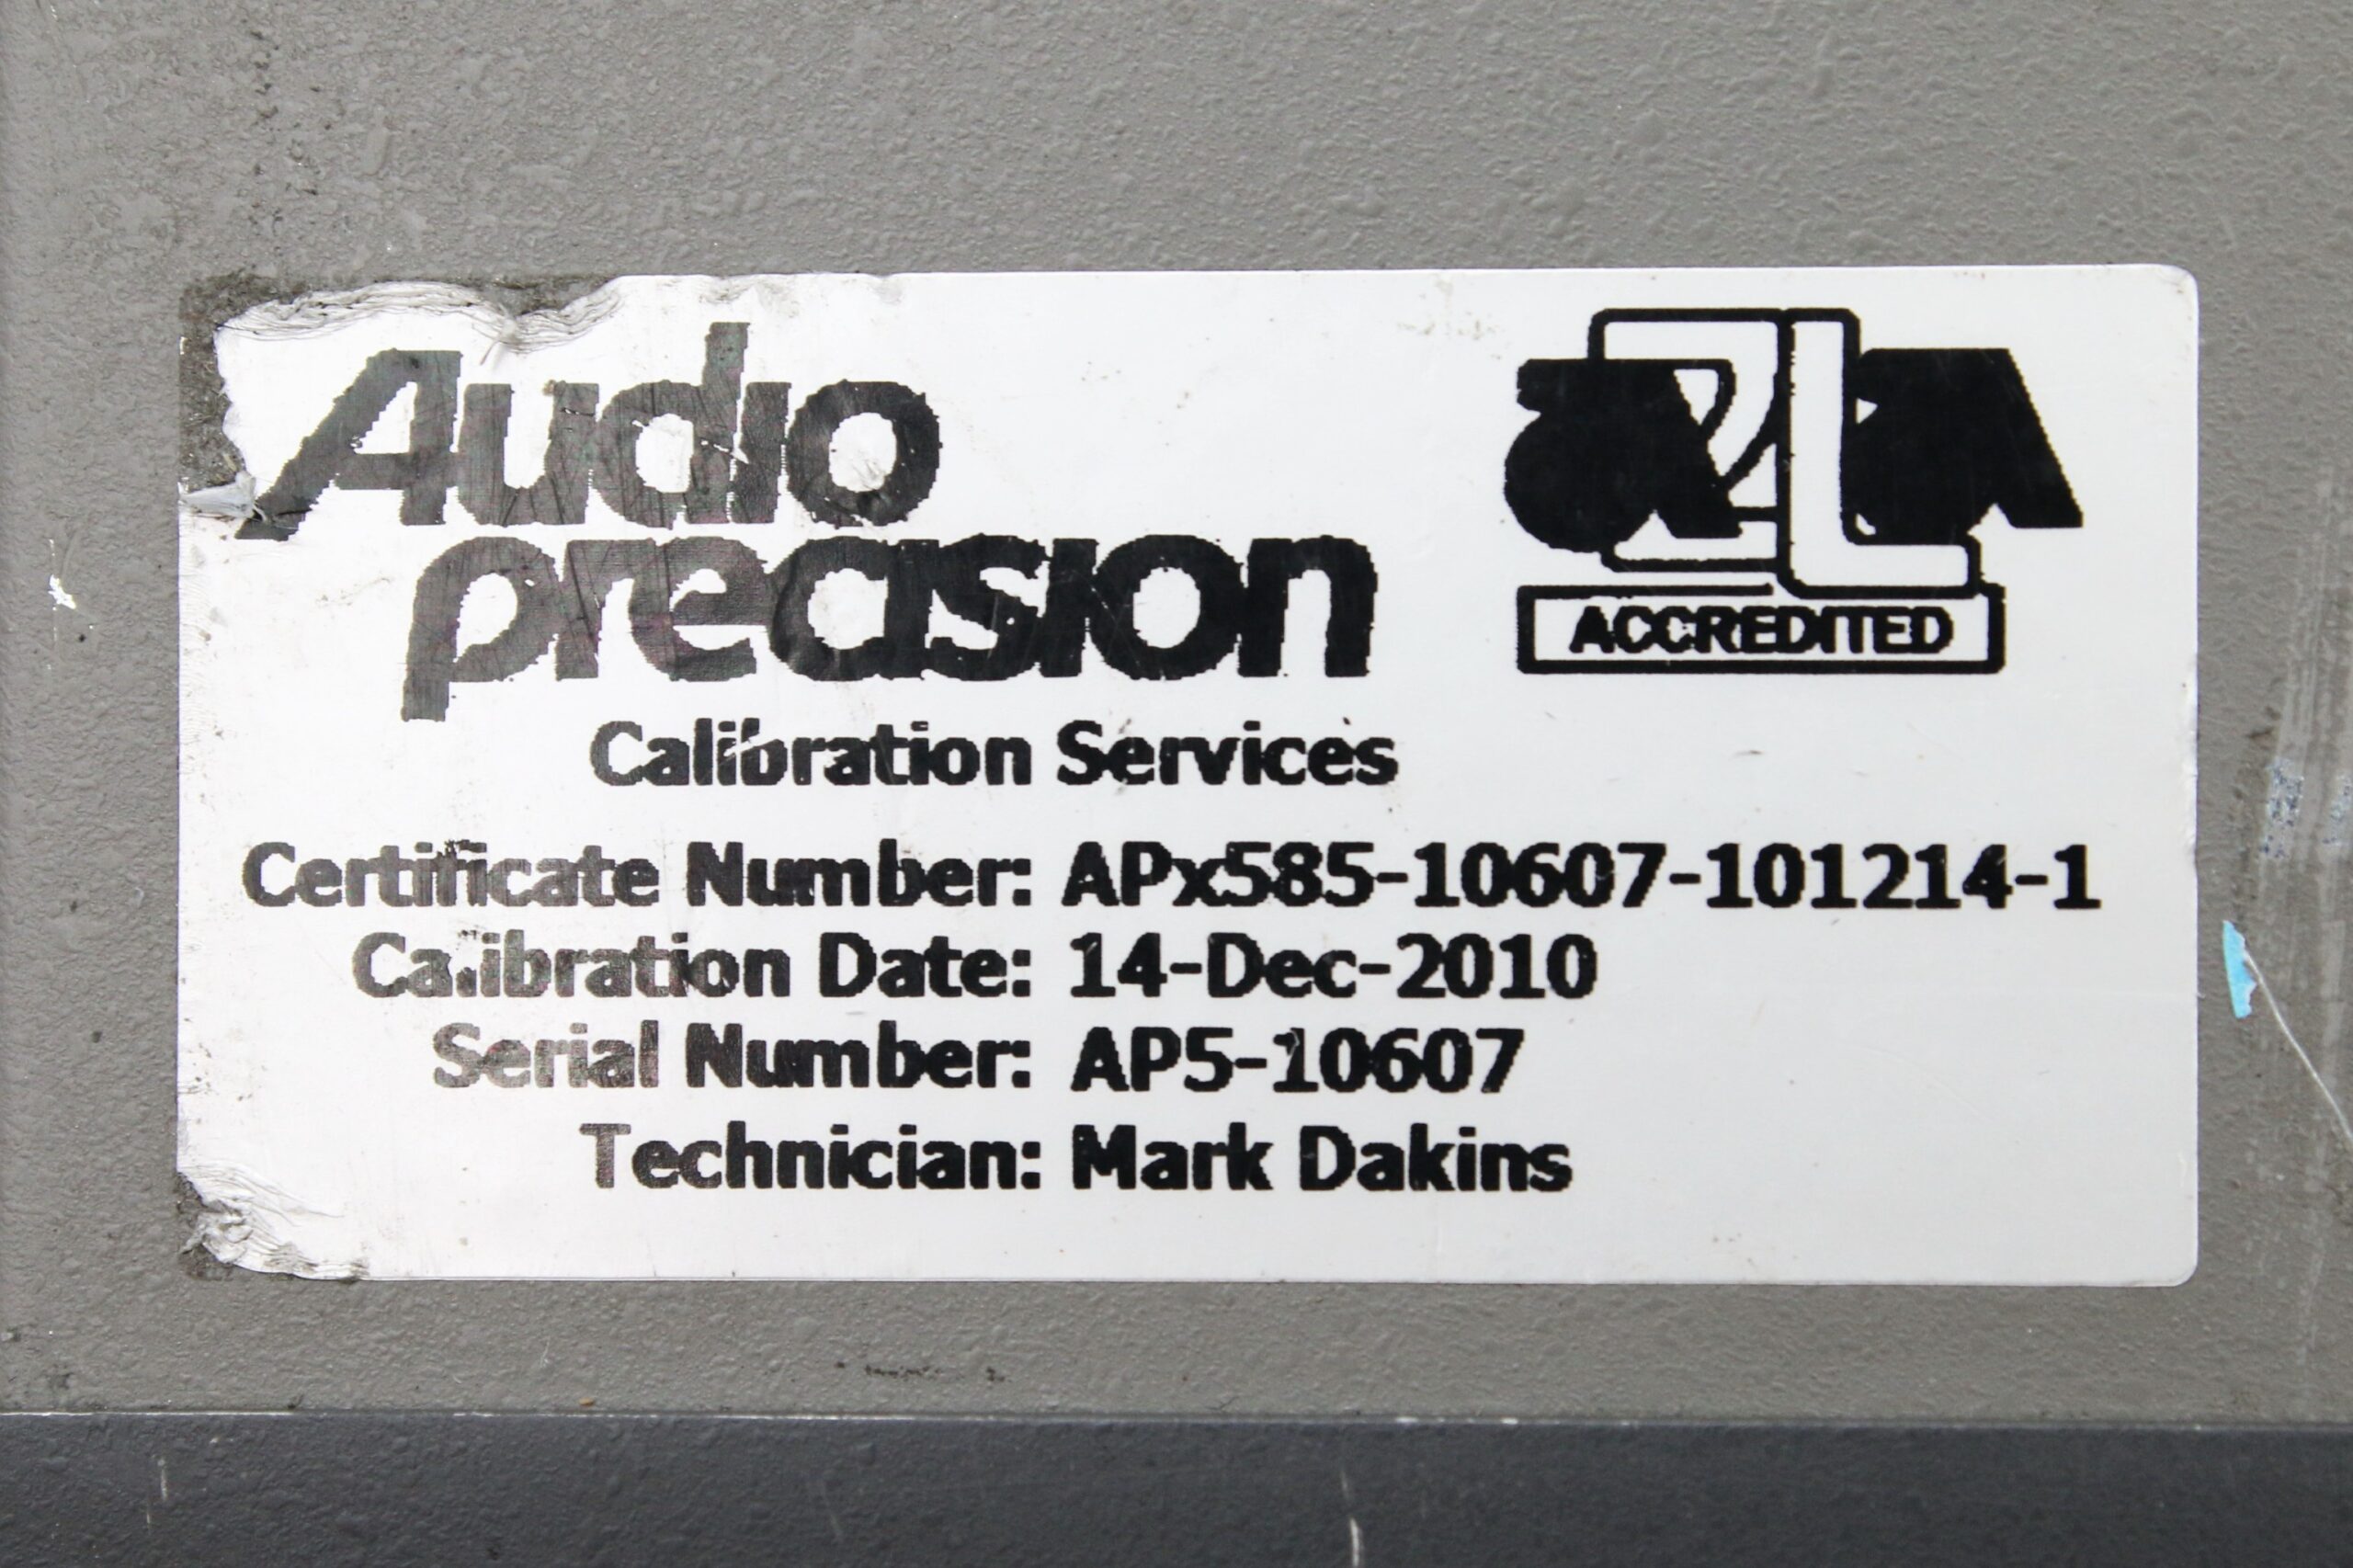 Audio
precision
A2LA
ACCREDITED
Calibration Services
Certificate Number: APx585-10607-101214-1
Calibration Date: 14-Dec-2010
Serial Number: AP5-10607
Technician: Mark Dakins